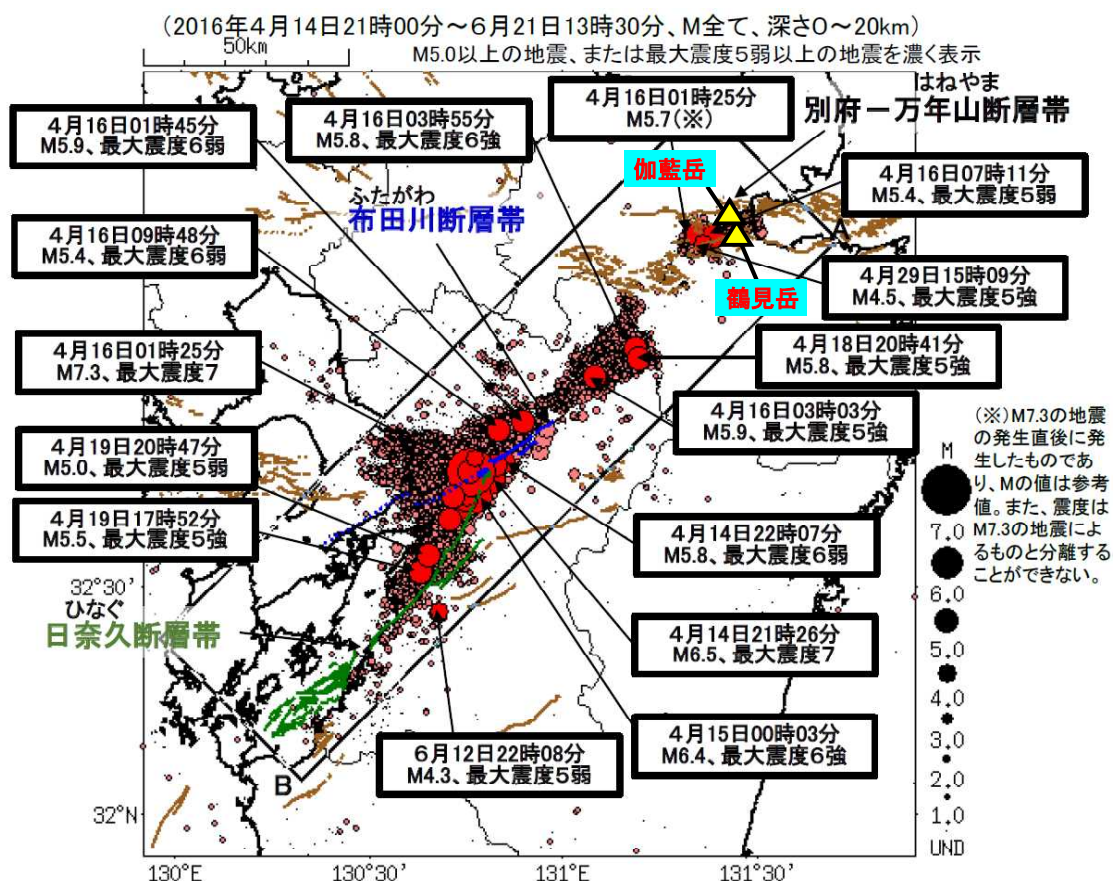 (2016年4月14日21時00分~6月21日13時30分、M全て、深さ0~20km)
50km
M5.0以上の地震、または最大震度5弱以上の地震を濃く表示
はねやま
別府-万年山断層帯
4月16日01時45分
M5.9、最大震度6弱
4月16日03時55分
M5.8、最大震度6強
4月16日01時25分
M5.7(※)
伽藍岳
4月16日07時11分
M5.4、最大震度5弱
ふたがわ
布田川断層帯
4月16日09時48分
M5.4、最大震度6弱
A
4月29日15時09分
M4.5、最大震度5強
鶴見岳
4月16日01時25分
M7.3、最大震度7
4月18日20時41分
M5.8、最大震度5強
4月16日03時03分
M5.9、最大震度5強
4月19日20時47分
M5.0、最大震度5弱
4月19日17時52分
M5.5、最大震度5強
4月14日22時07分
M5.8、最大震度6弱
(※)M7.3の地震
の発生直後に発
生したものであ
り、Mの値は参考
値。また、震度は
M7.3の地震によ
るものと分離する
ことができない。
M
7.0
6.0
5.0
4.0
3.0
2.0
1.0
UND
32°30'
ひなぐ
日奈久断層帯
4月14日21時26分
M6.5、最大震度7
4月15日00時03分
M6.4、最大震度6強
6月12日22時08分
M4.3、最大震度5弱
B
32°N
130°E
130°30'
131°E
131°30'